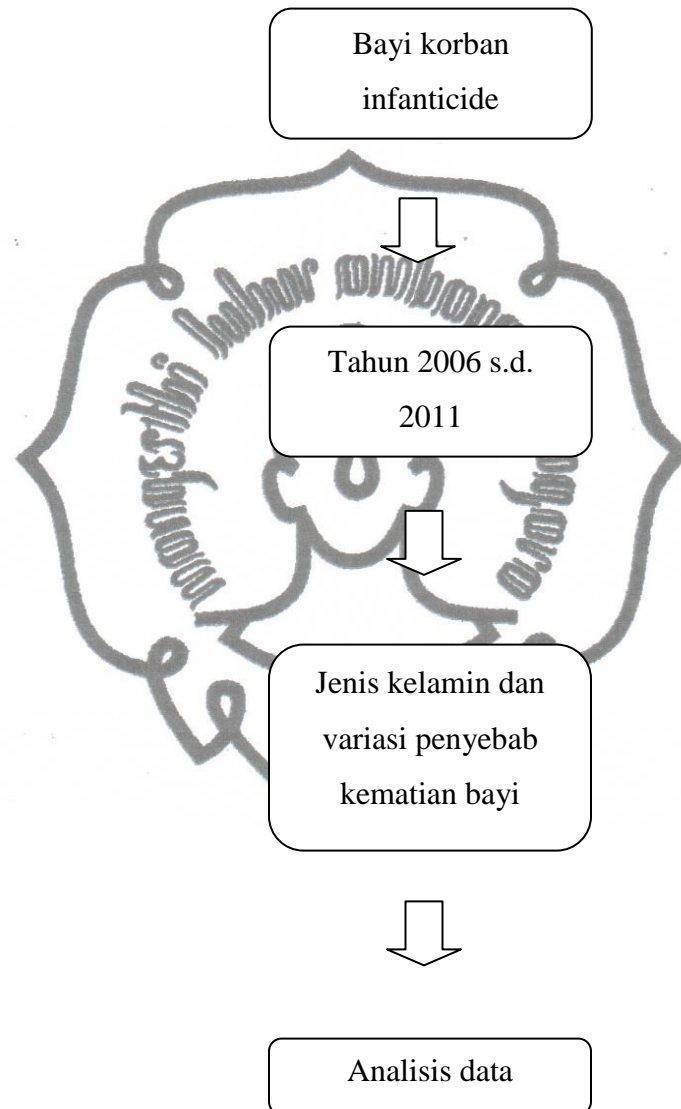 Bayi korban
infanticide
Tahun 2006 s.d.
2011
Jenis kelamin dan
variasi penyebab
kematian bayi
Analisis data